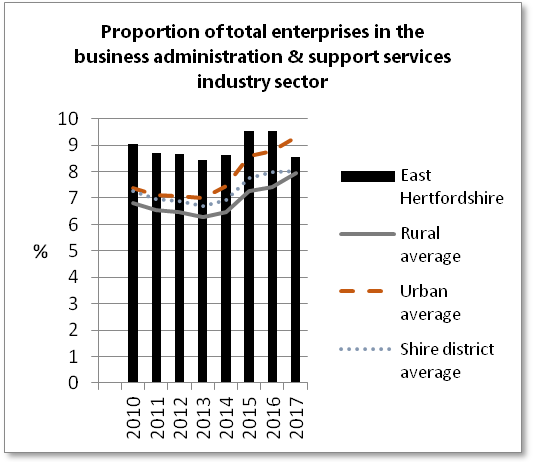 Proportion of total enterprises in the
business administration & support services
industry sector
10
9
8
7
6
5
4
3
2
1
0
%
2010
2011
2012
2013
2014
2015
2016
2017
East
Hertfordshire
Rural
average
Urban
average
Shire district
average